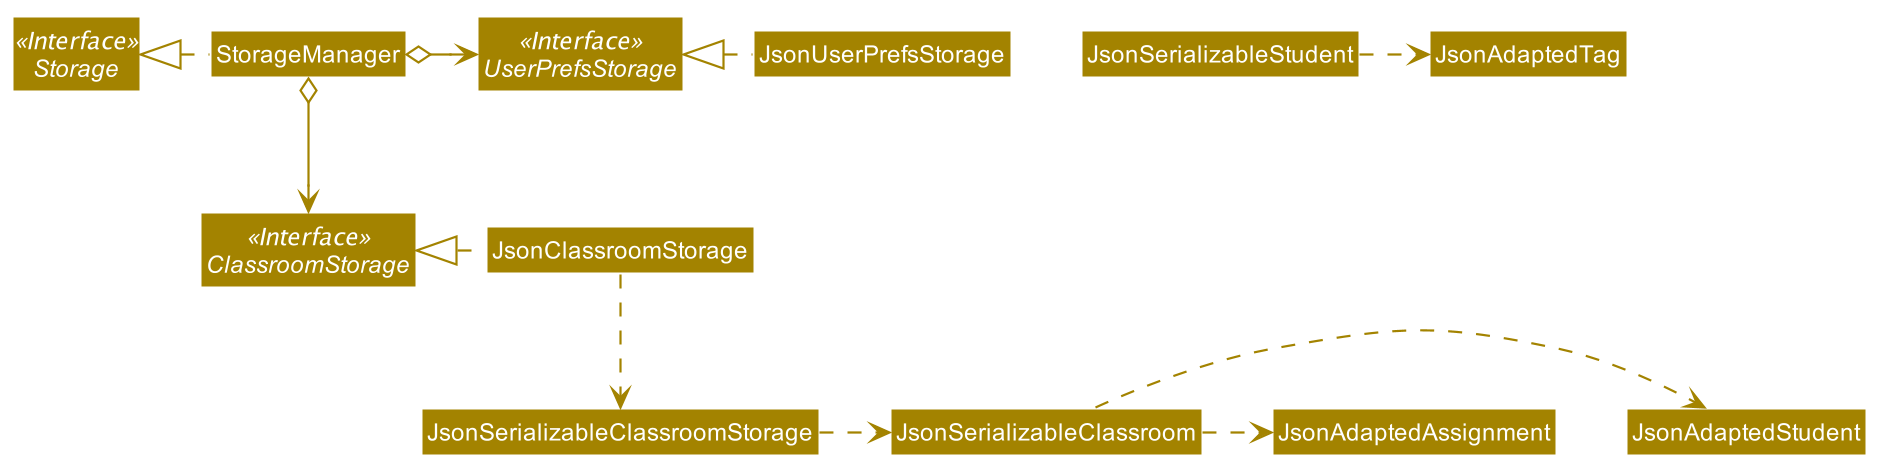 «Interface»
Storage
StorageManager
«Interface»
UserPrefsStorage
JsonUserPrefsStorage
JsonSerializableStudent
JsonAdaptedTag
«Interface»
ClassroomStorage
JsonClassroomStorage
JsonSerializableClassroomStorage
JsonSerializableClassroom
JsonAdaptedAssignment
JsonAdaptedStudent